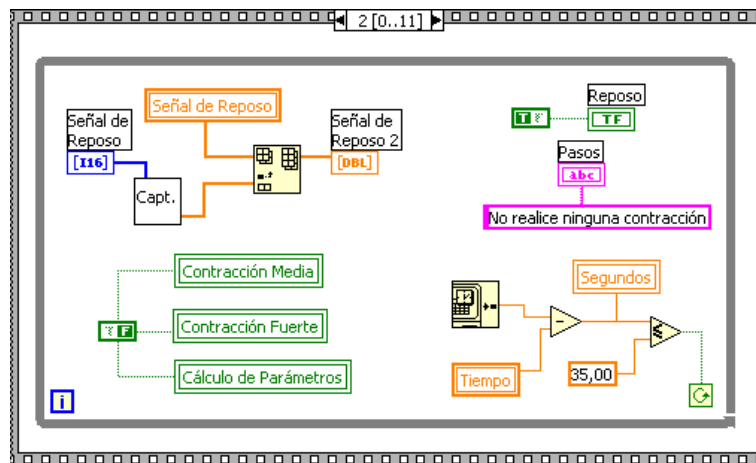 2 [0..11]
Señal de Reposo
Reposo
Señal de
Reposo
Señal de
Reposo 2
T F
TF
[I16]
[DBL]
Pasos
abc
Capt.
No realice ninguna contracción
Contracción Media
Segundos
Contracción Fuerte
T F
Cálculo de Parámetros
Tiempo
35,00
i